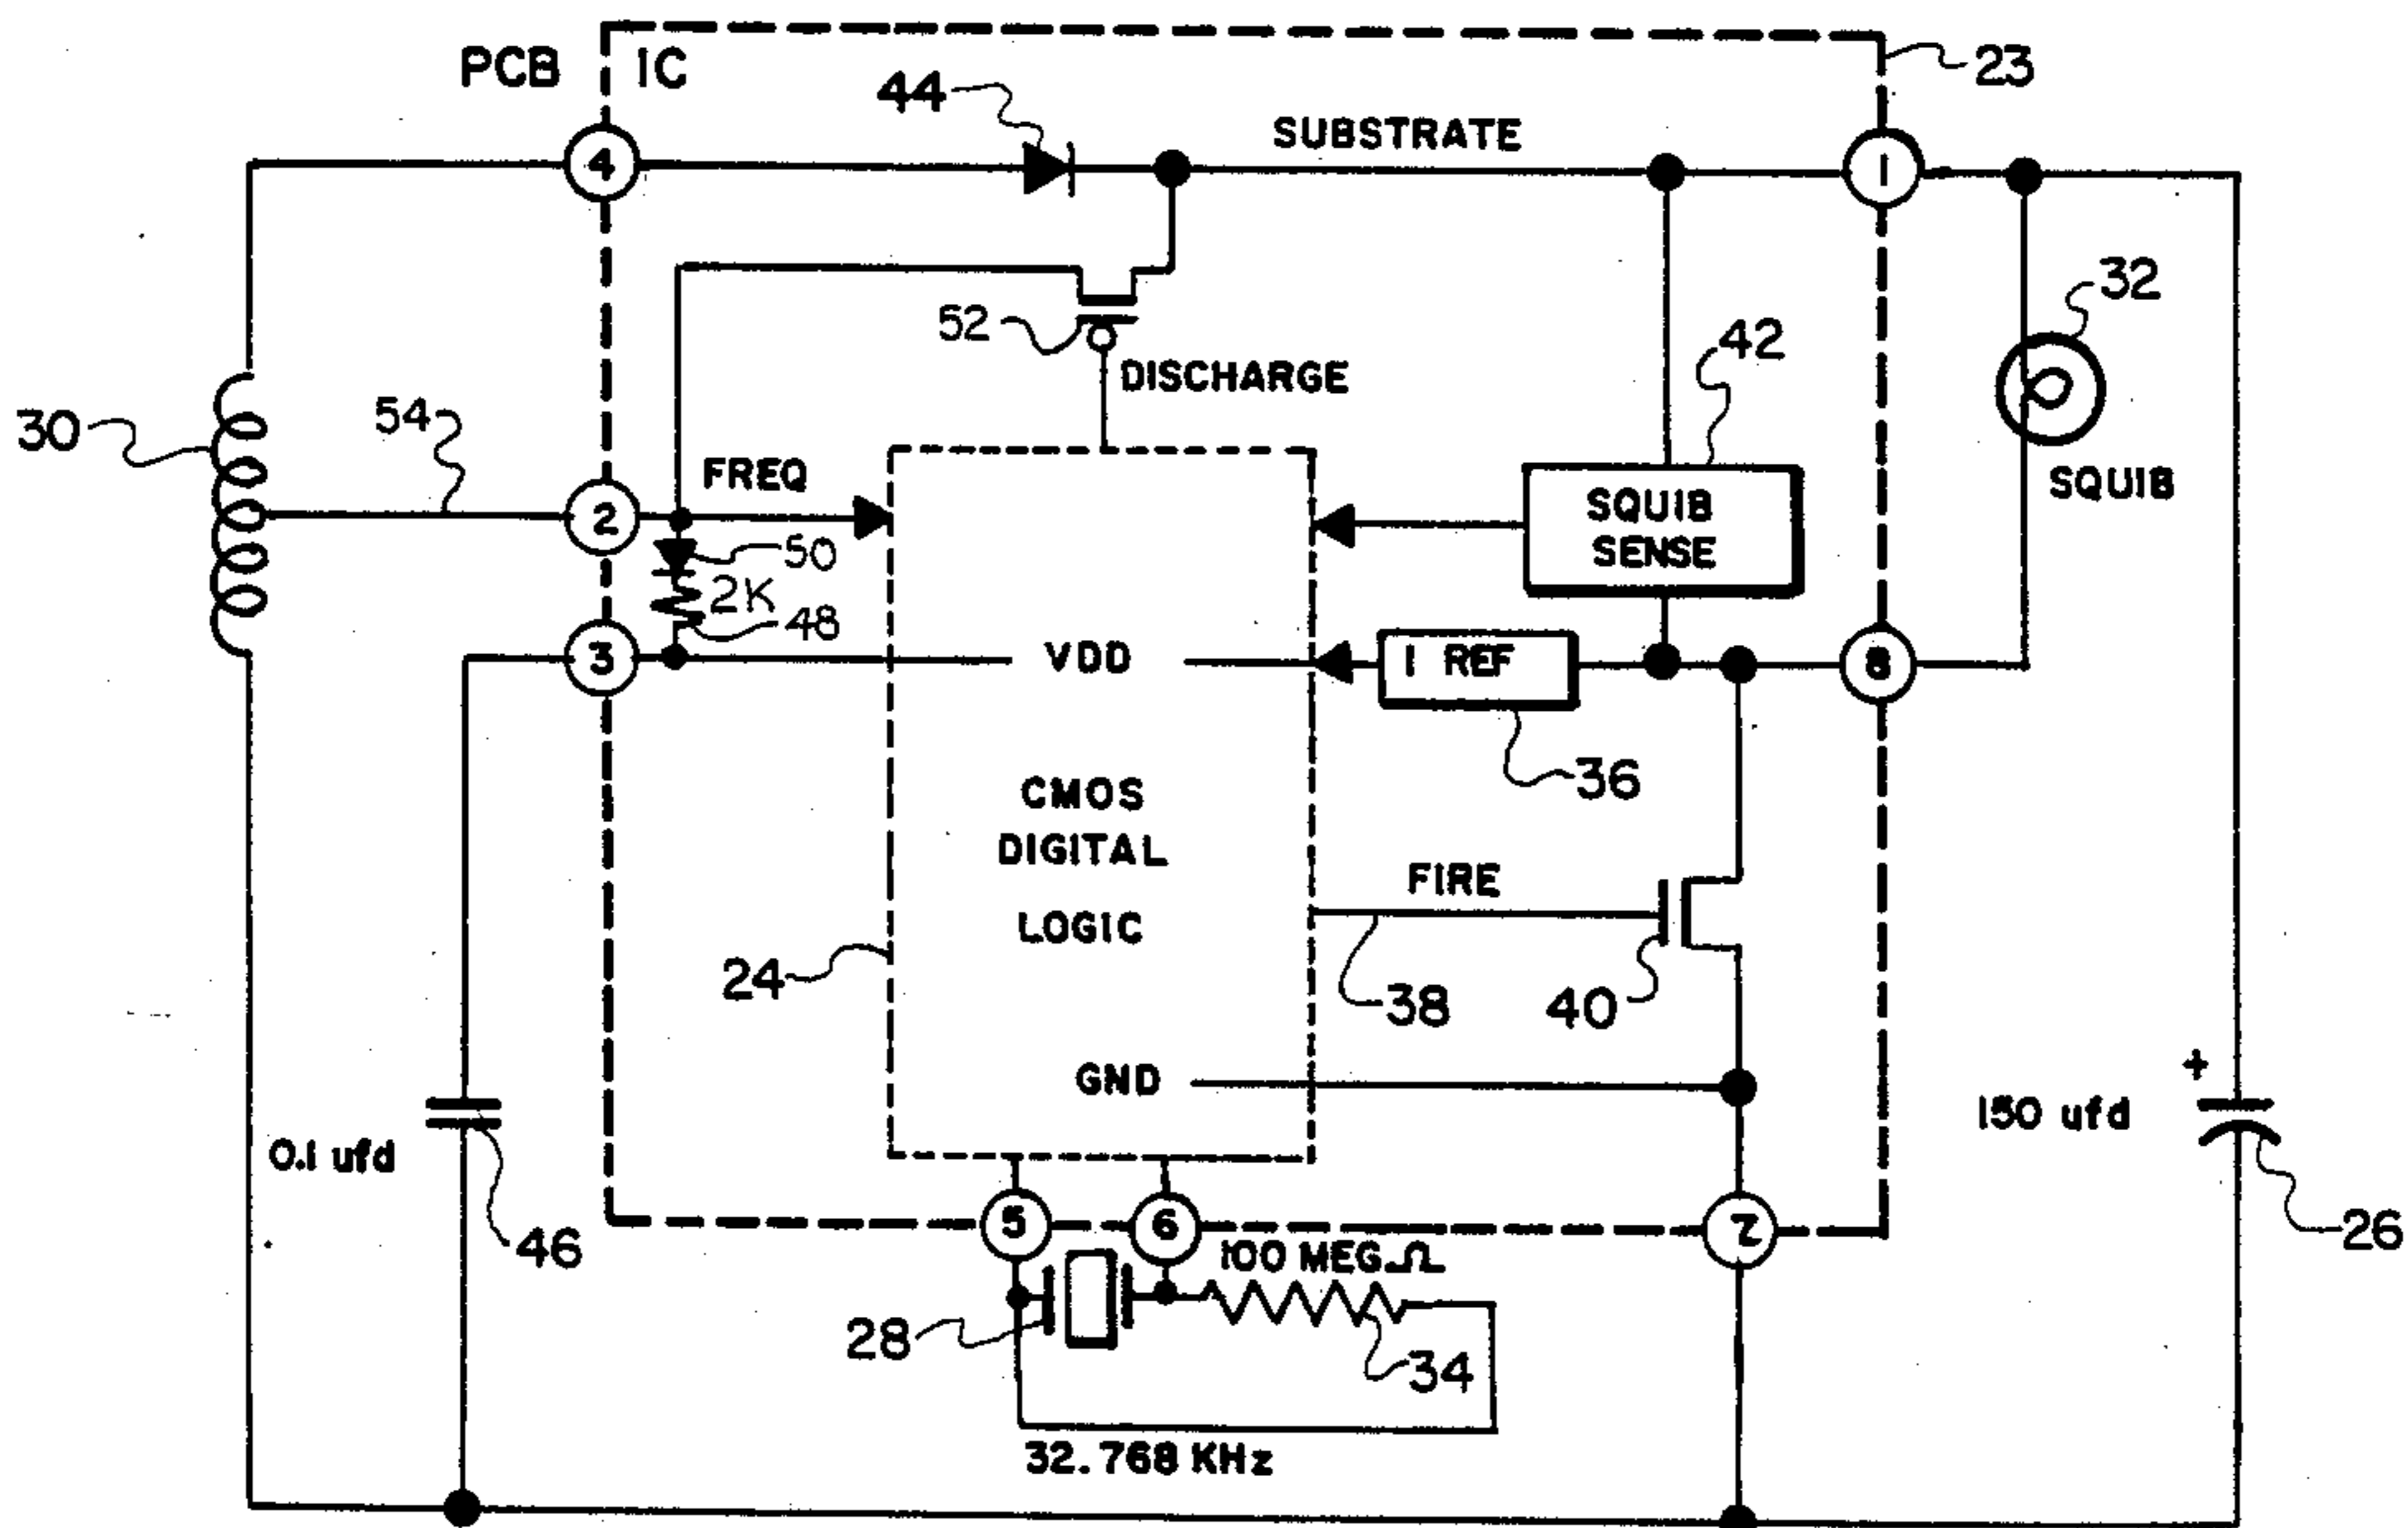 PCB
IC
23
44
SUBSTRATE
4
1
32
52
DISCHARGE
42
30
54
FREQ
2
50
2K
48
SQUIB
SENSE
SQUIB
3
VDD
I REF
8
36
CMOS
DIGITAL
LOGIC
FIRE
24
38
40
GND
+
150 ufd
0.1 ufd
46
5
6
7
26
100 MEG Ω
28
34
32.768 KHz